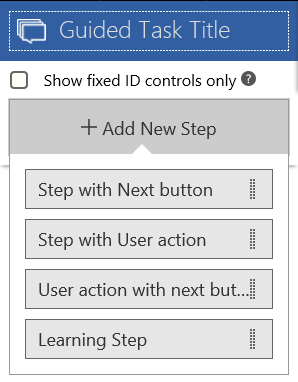 Guided Task Title
Show fixed ID controls only ?
+ Add New Step
Step with Next button
Step with User action
User action with next but...
Learning Step